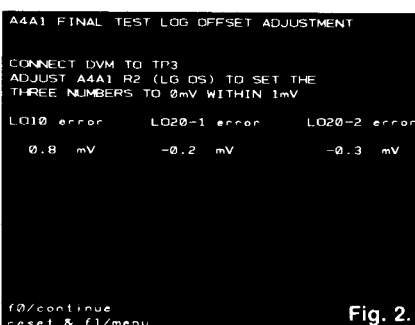 A4A1 FINAL TEST LOG OFFSET ADJUSTMENT
CONNECT DVM TO TP3
ADJUST A4A1 R2 (LG OS) TO SET THE
THREE NUMBERS TO 0mV WITHIN 1mV
LO10 error LO20-1 error LO20-2 error
0.8 mV -0.2 mV -0.3 mV
f0/continue
reset & f1/menu
Fig. 2.